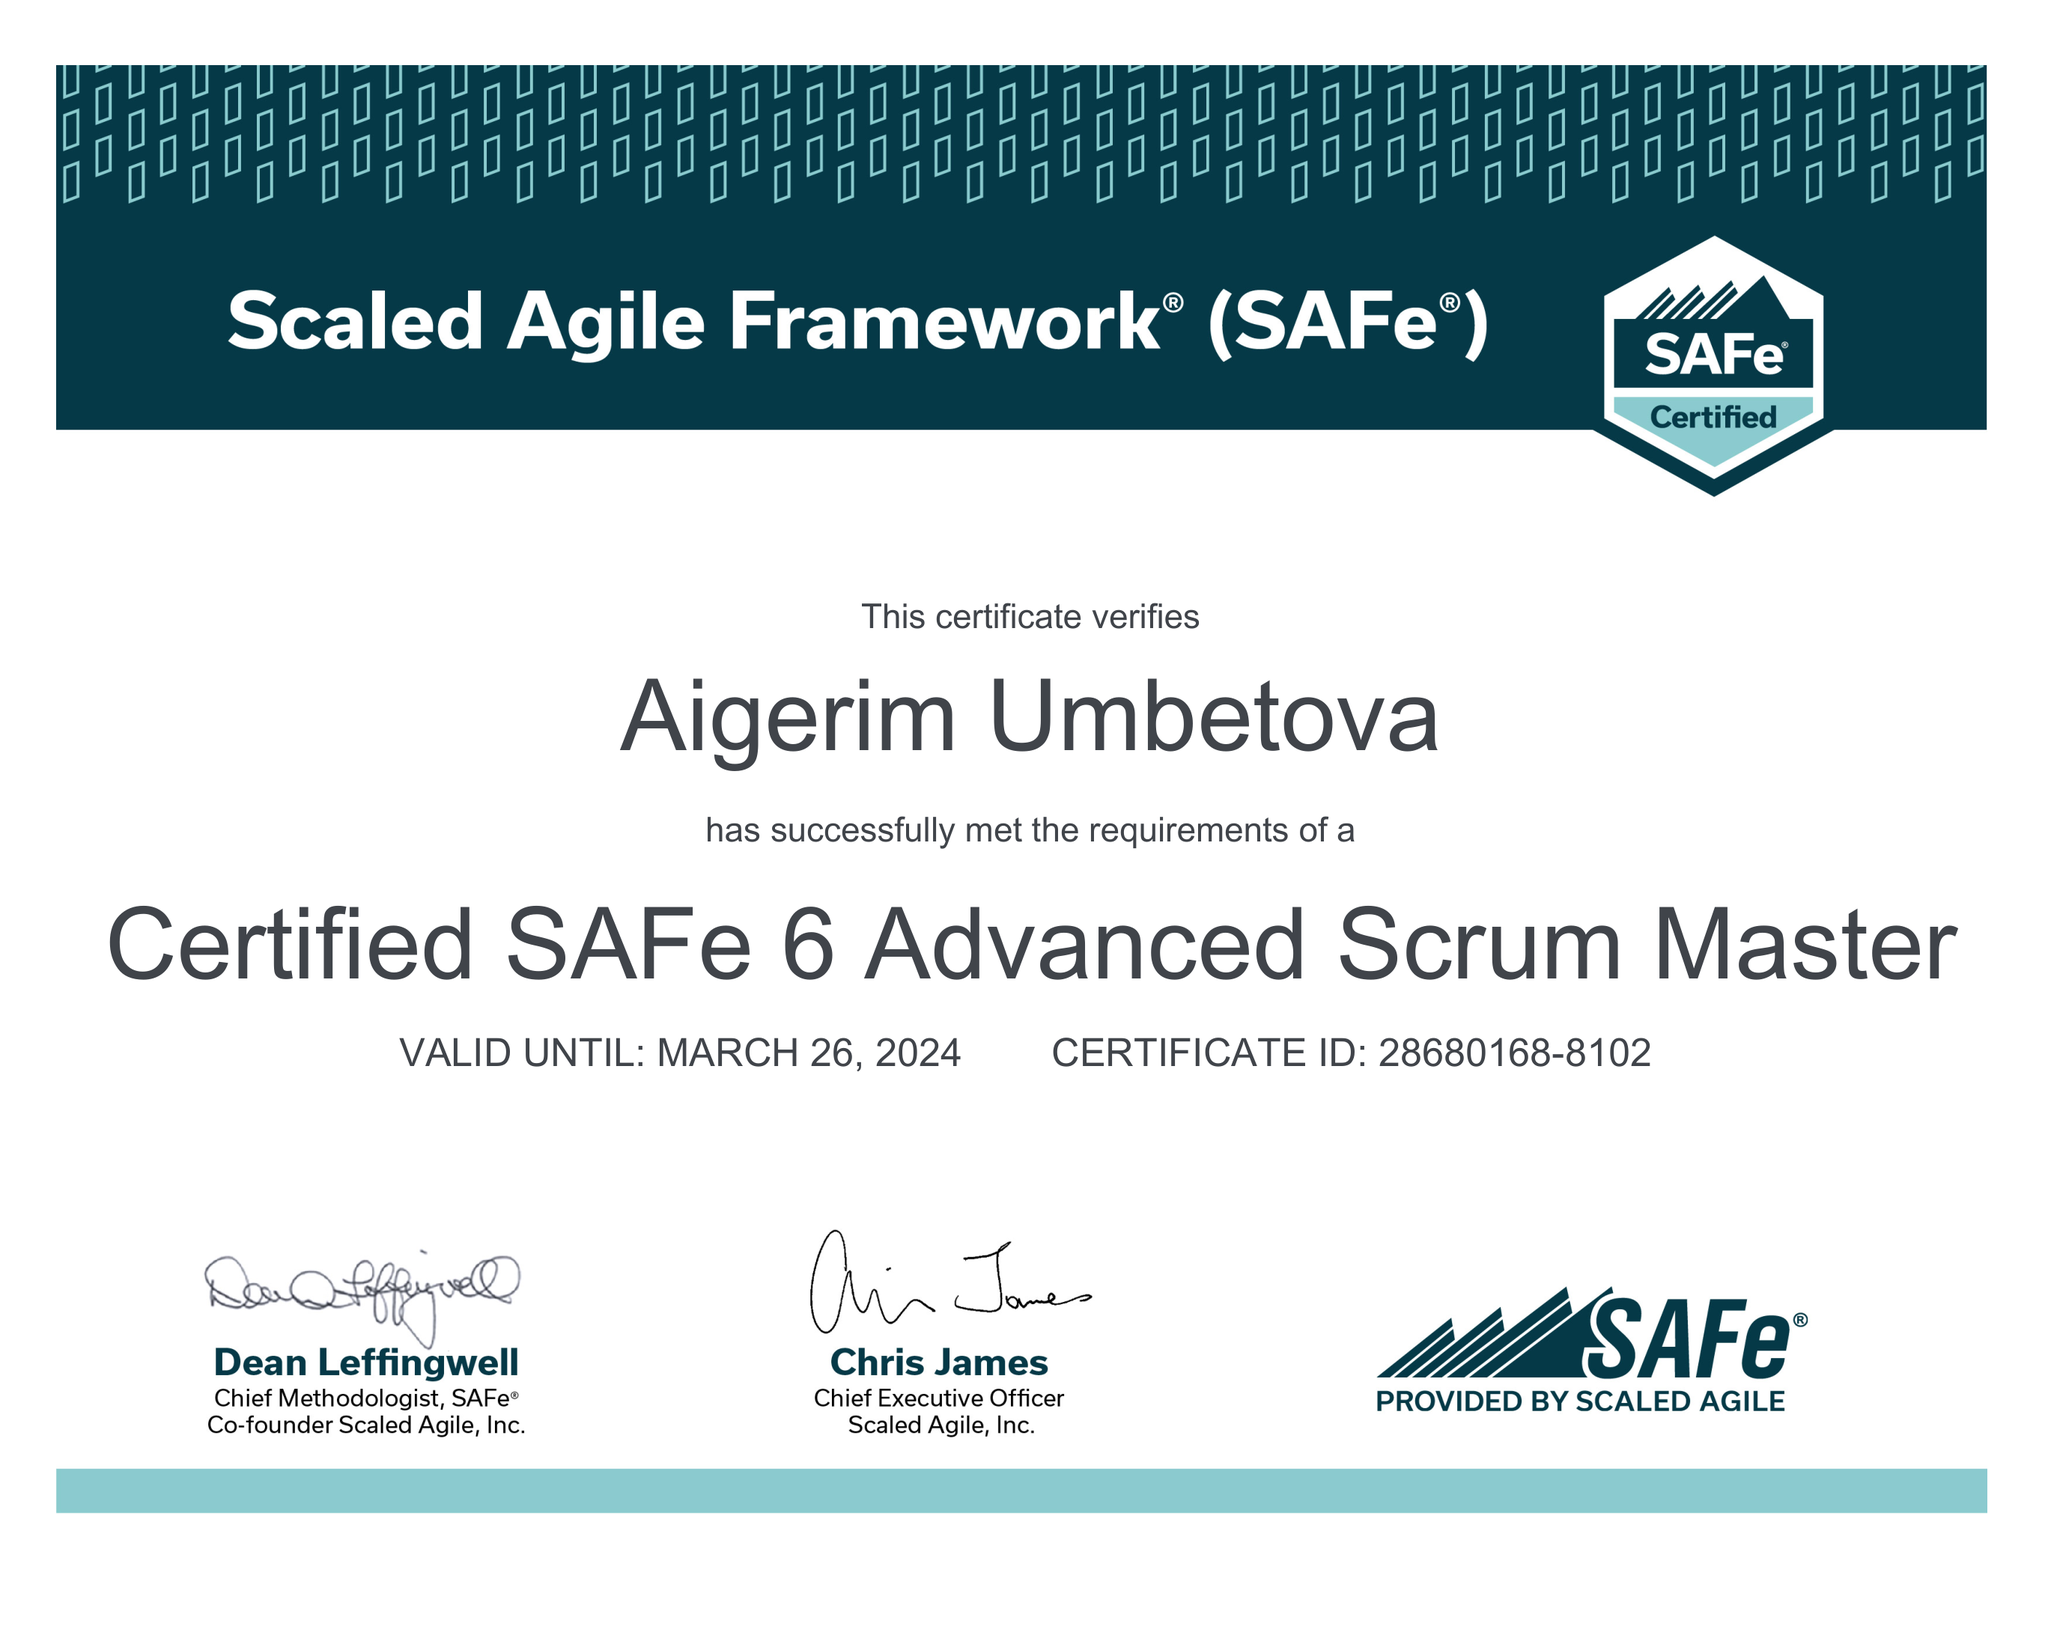 Scaled Agile Framework® (SAFe®)
SAFe®
Certified
This certificate verifies
Aigerim Umbetova
has successfully met the requirements of a
Certified SAFe 6 Advanced Scrum Master
VALID UNTIL: MARCH 26, 2024 CERTIFICATE ID: 28680168-8102
Dean Leffingwell
Dean Leffingwell
Chief Methodologist, SAFe®
Co-founder Scaled Agile, Inc.
Chris James
Chris James
Chief Executive Officer
Scaled Agile, Inc.
SAFe®
PROVIDED BY SCALED AGILE